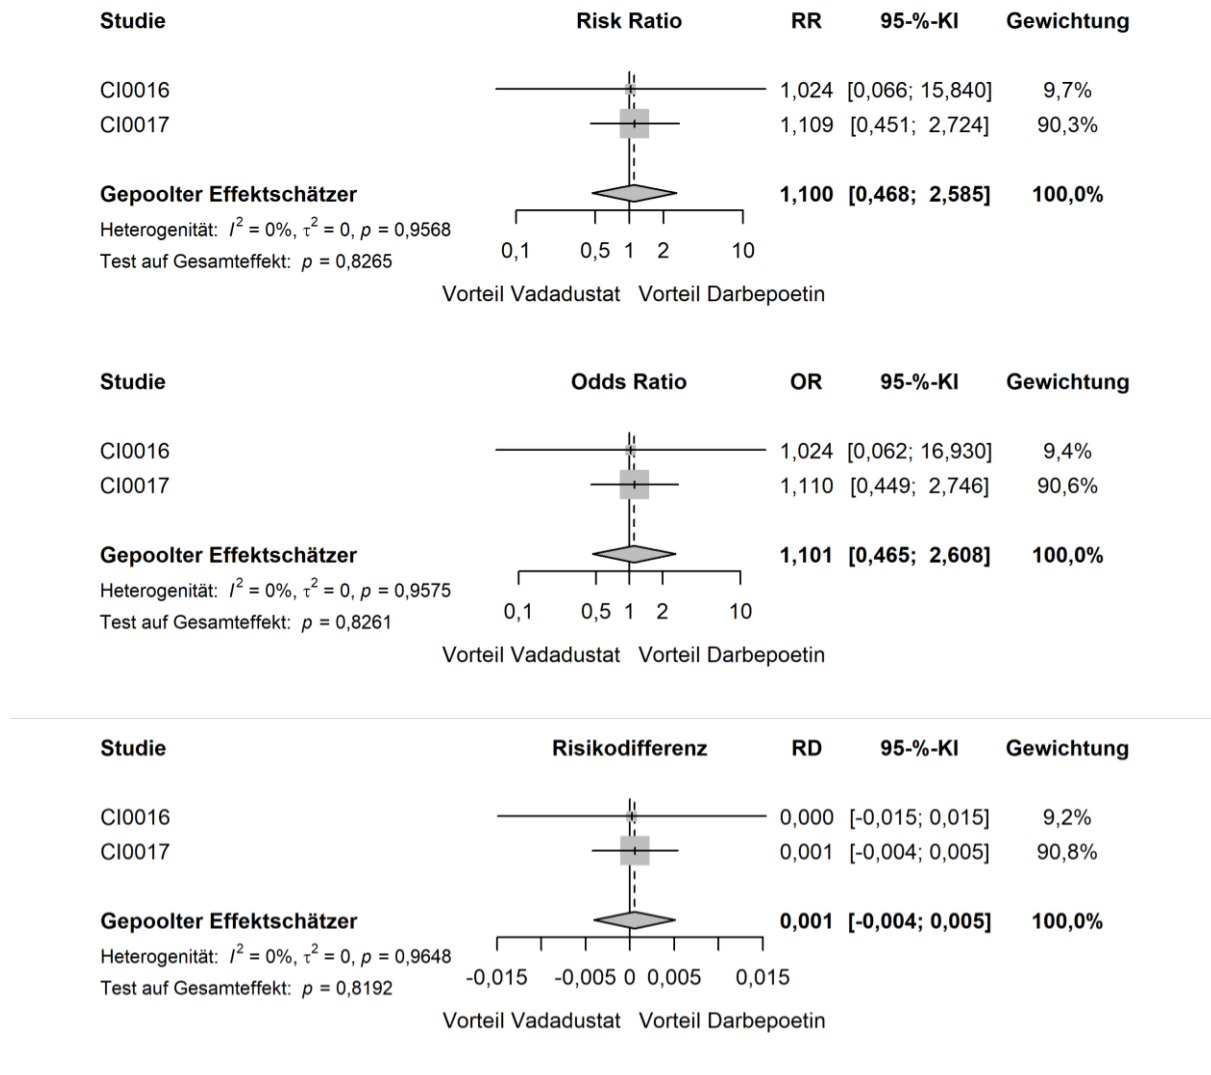 Studie Risk Ratio RR 95-%-KI Gewichtung
CI0016 1,024 [0,066; 15,840] 9,7%
CI0017 1,109 [0,451; 2,724] 90,3%
Gepoolter Effektschätzer 1,100 [0,468; 2,585] 100,0%
Heterogenität: I² = 0%, τ² = 0, p = 0,9568
Test auf Gesamteffekt: p = 0,8265
0,1 0,5 1 2 10
Vorteil Vadadustat Vorteil Darbepoetin
Studie Odds Ratio OR 95-%-KI Gewichtung
CI0016 1,024 [0,062; 16,930] 9,4%
CI0017 1,110 [0,449; 2,746] 90,6%
Gepoolter Effektschätzer 1,101 [0,465; 2,608] 100,0%
Heterogenität: I² = 0%, τ² = 0, p = 0,9575
Test auf Gesamteffekt: p = 0,8261
0,1 0,5 1 2 10
Vorteil Vadadustat Vorteil Darbepoetin
Studie Risikodifferenz RD 95-%-KI Gewichtung
CI0016 0,000 [-0,015; 0,015] 9,2%
CI0017 0,001 [-0,004; 0,005] 90,8%
Gepoolter Effektschätzer 0,001 [-0,004; 0,005] 100,0%
Heterogenität: I² = 0%, τ² = 0, p = 0,9648
Test auf Gesamteffekt: p = 0,8192
-0,015 -0,005 0 0,005 0,015
Vorteil Vadadustat Vorteil Darbepoetin